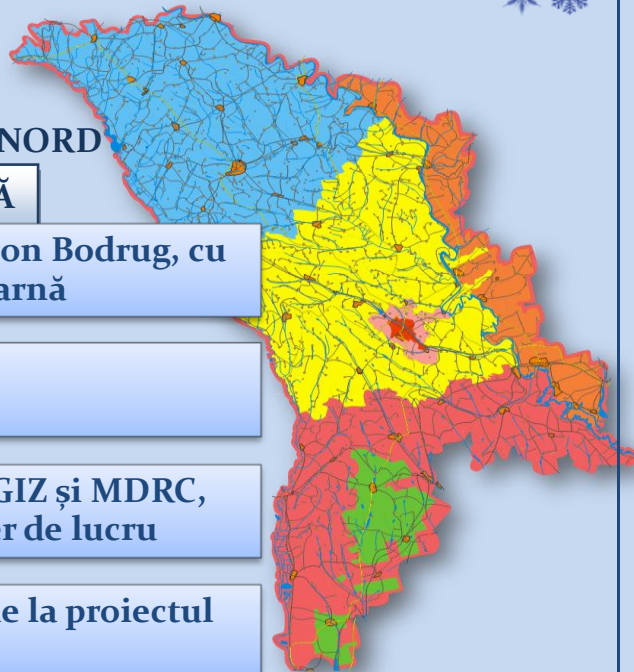 NORD
Ă
on Bodrug, cu
arnă
GIZ și MDRC,
er de lucru
e la proiectul